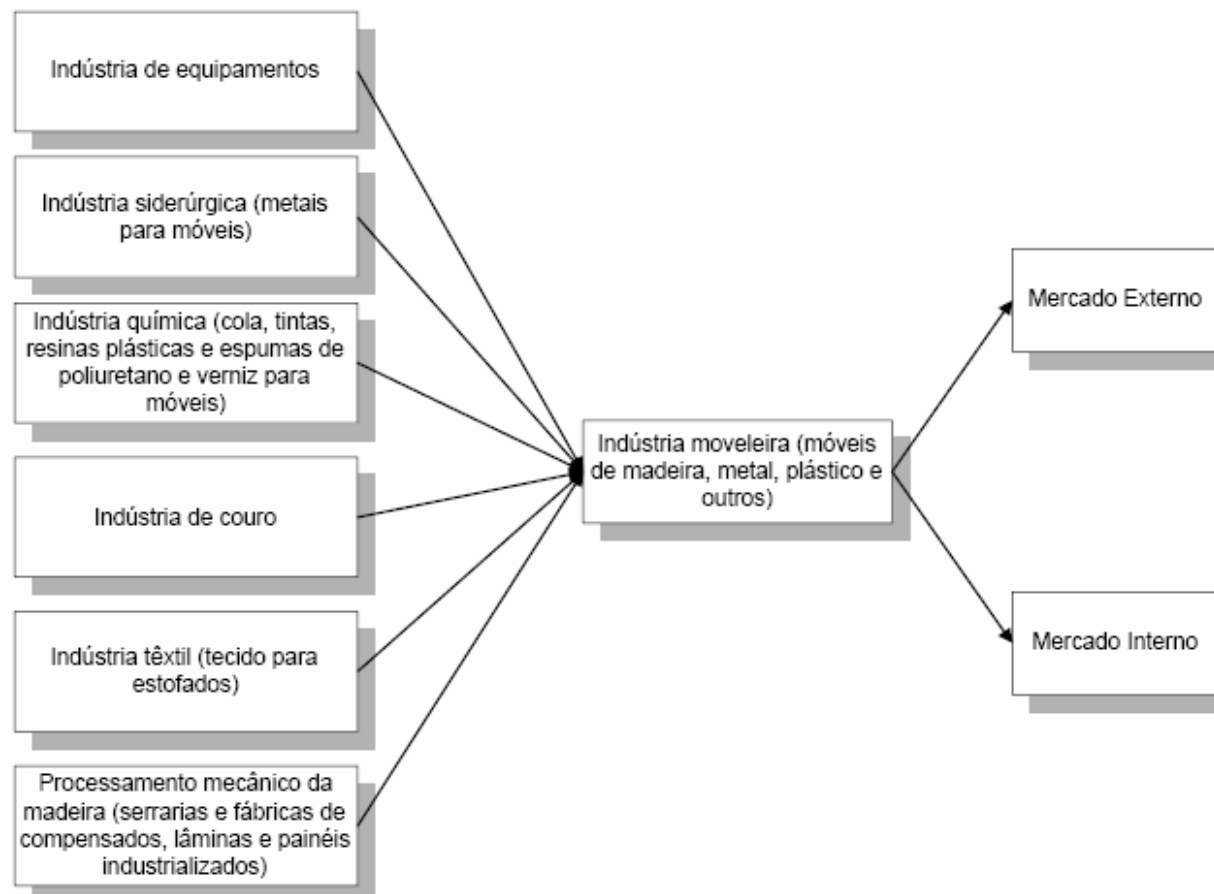 Indústria de equipamentos
Indústria siderúrgica (metais
para móveis)
Indústria química (cola, tintas,
resinas plásticas e espumas de
poliuretano e verniz para
móveis)
Indústria de couro
Indústria têxtil (tecido para
estofados)
Processamento mecânico da
madeira (serrarias e fábricas de
compensados, lâminas e painéis
industrializados)
Indústria moveleira (móveis
de madeira, metal, plástico e
outros)
Mercado Externo
Mercado Interno